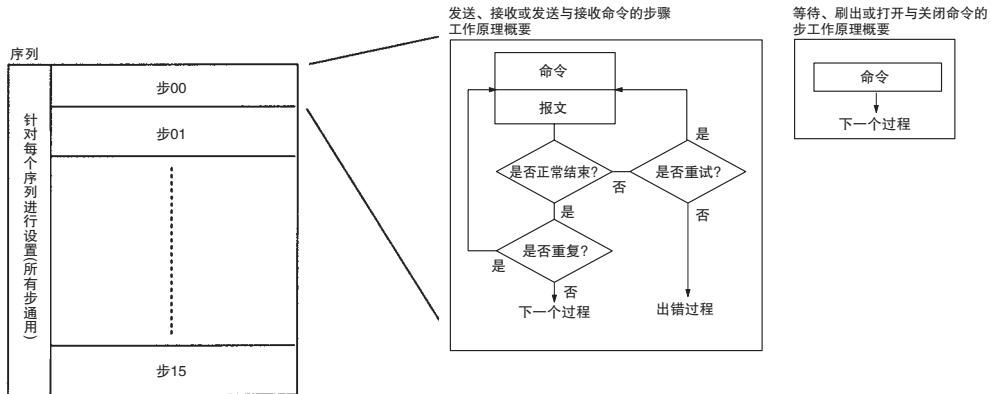 序列
针对每个序列进行设置(所有步通用)
步00
步01
步15
发送、接收或发送与接收命令的步骤
工作原理概要
命令
报文
是否正常结束?
否
是否重试?
是
是
否
是否重复?
是
否
下一个过程
出错过程
等待、刷出或打开与关闭命令的
步工作原理概要
命令
下一个过程